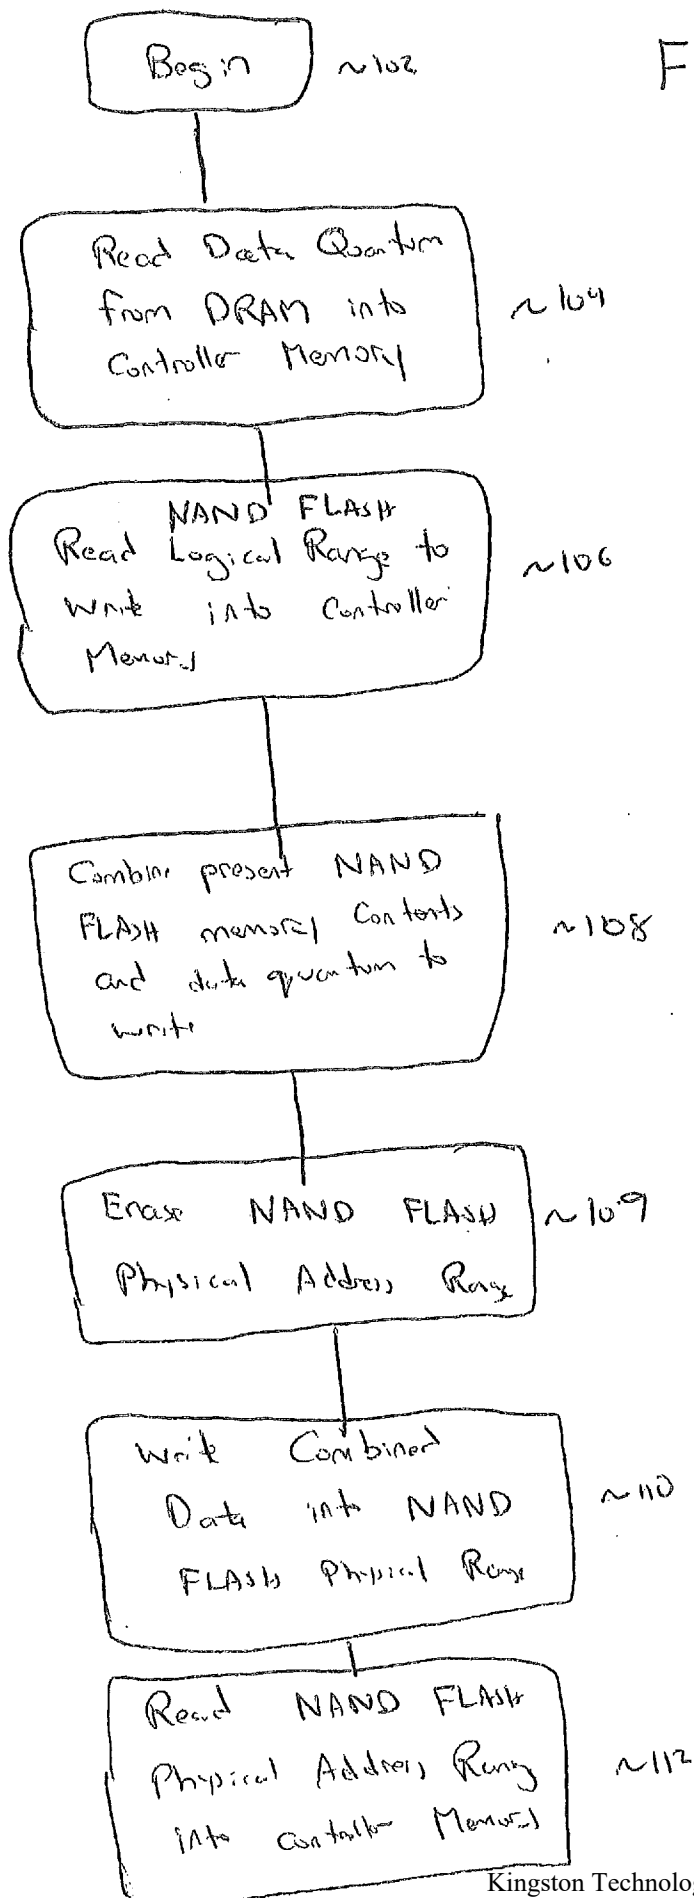 Begin ~102
F
Read Data Quantum
from DRAM into
Controller Memory
~104
NAND FLASH
Read Logical Range to
Write into Controller
Memory
~106
Combine present NAND
FLASH memory Contents
and data quantum to
write
~108
Erase NAND FLASH
Physical Address Range
~109
Write Combined
Data into NAND
FLASH Physical Range
~110
Read NAND FLASH
Physical Address Range
into Controller Memory
~112
Kingston Technolo